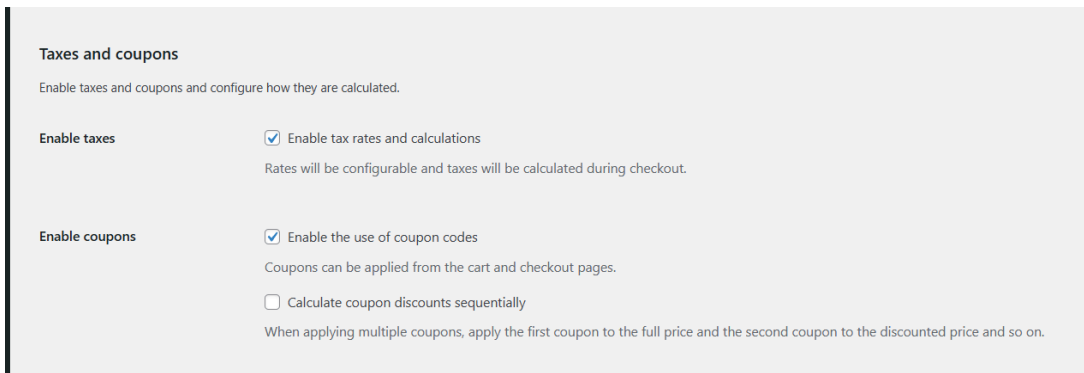 Taxes and coupons
Enable taxes and coupons and configure how they are calculated.
Enable taxes
Enable tax rates and calculations
Rates will be configurable and taxes will be calculated during checkout.
Enable coupons
Enable the use of coupon codes
Coupons can be applied from the cart and checkout pages.
Calculate coupon discounts sequentially
When applying multiple coupons, apply the first coupon to the full price and the second coupon to the discounted price and so on.